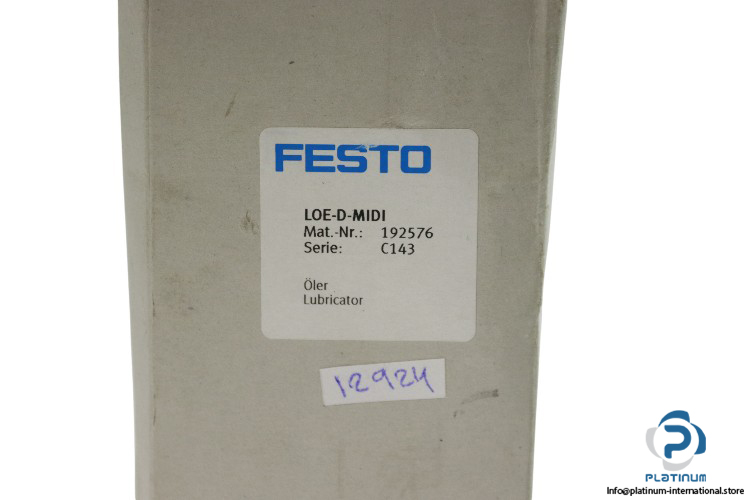 FESTO
LOE-D-MIDI
Mat.-Nr.: 192576
Serie: C143
Öler
Lubricator
12924
PLATINUM
Info@platinum-international.store